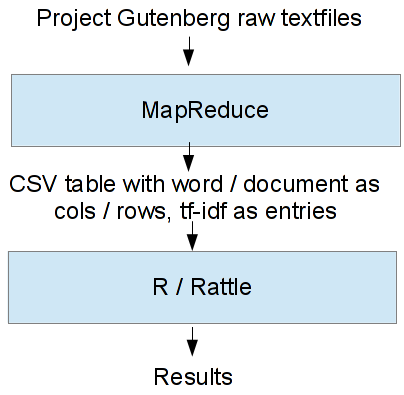 Project Gutenberg raw textfiles
MapReduce
CSV table with word / document as
cols / rows, tf-idf as entries
R / Rattle
Results